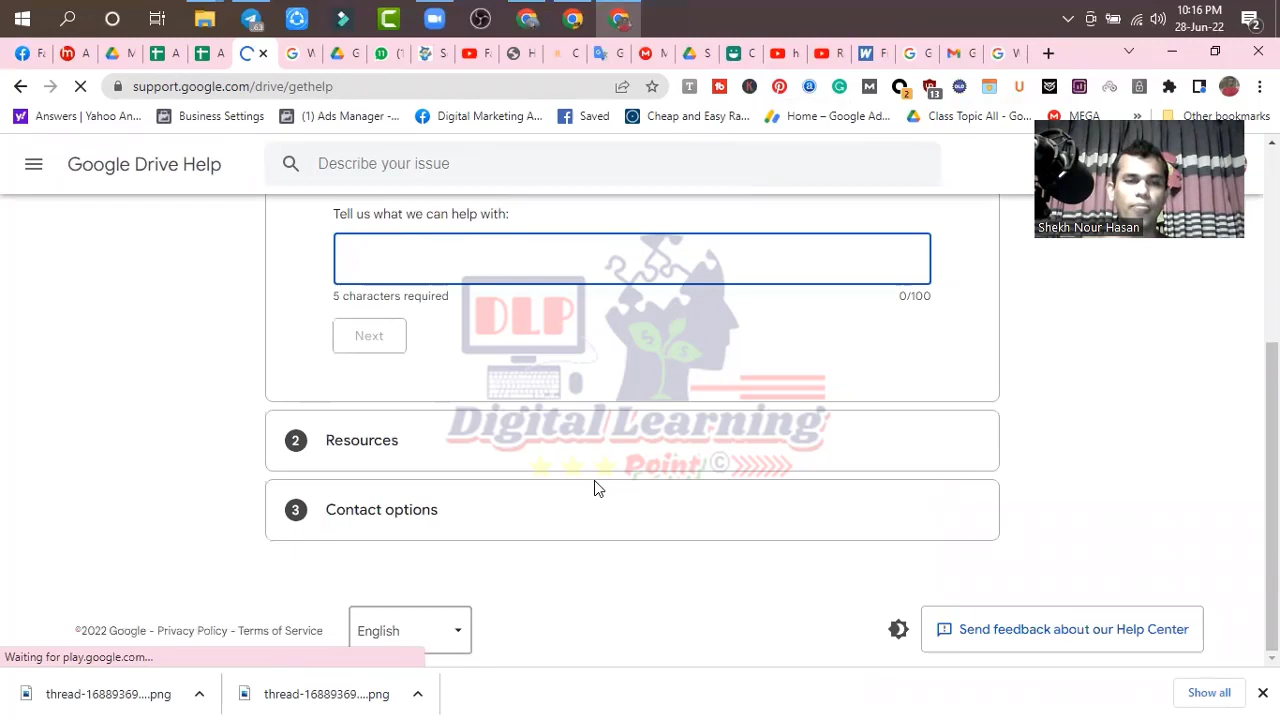 10:16 PM
28-Jun-22
63
2
support.google.com/drive/gethelp
2
13
Answers | Yahoo An...
Business Settings
(1) Ads Manager -...
Digital Marketing A...
Saved
Cheap and Easy Ra...
Home – Google Ad...
Class Topic All - Go...
MEGA
»
Other bookmarks
Google Drive Help
Describe your issue
Shekh Nour Hasan
Tell us what we can help with:
5 characters required
0/100
Next
DLP
Digital Learning
Point ©
2 Resources
3 Contact options
©2022 Google - Privacy Policy - Terms of Service
English
Send feedback about our Help Center
Waiting for play.google.com...
thread-16889369....png
thread-16889369....png
Show all